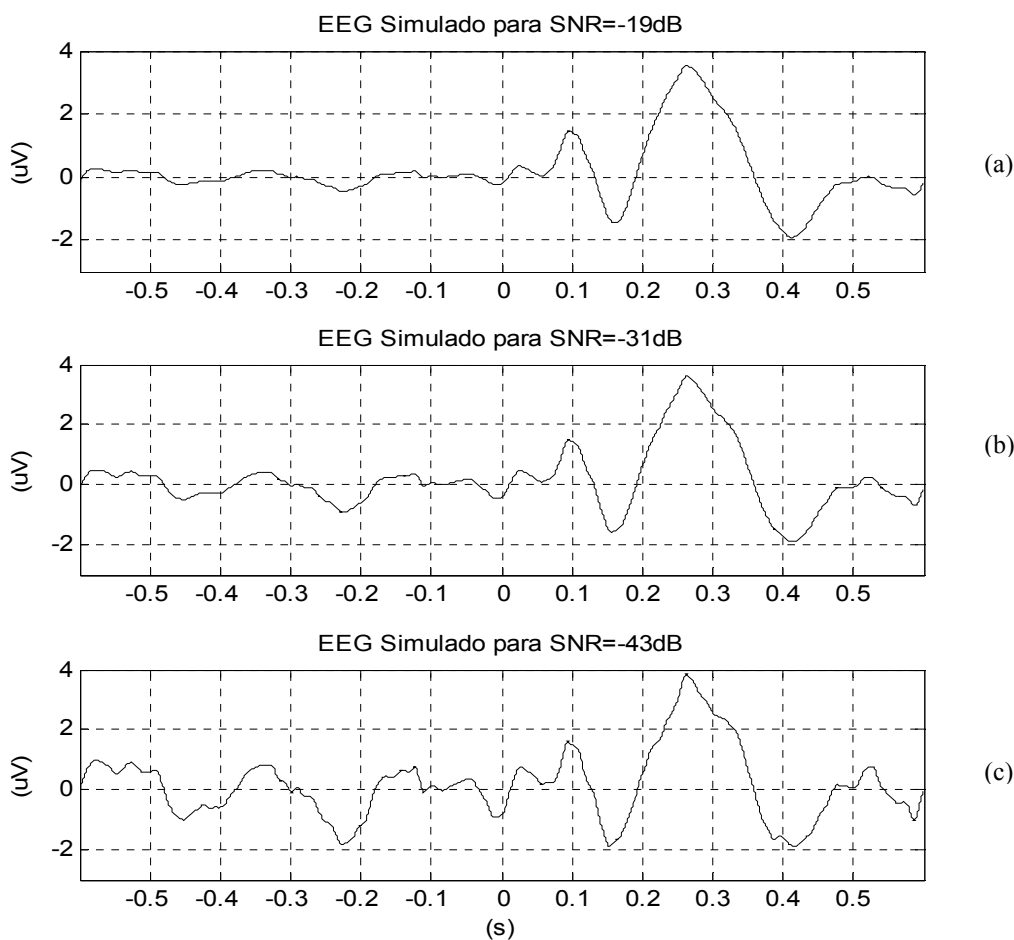 EEG Simulado para SNR=-19dB
4
2
0
-2
(uV)
(a)
-0.5 -0.4 -0.3 -0.2 -0.1 0 0.1 0.2 0.3 0.4 0.5
EEG Simulado para SNR=-31dB
4
2
0
-2
(uV)
(b)
-0.5 -0.4 -0.3 -0.2 -0.1 0 0.1 0.2 0.3 0.4 0.5
EEG Simulado para SNR=-43dB
4
2
0
-2
(uV)
(c)
-0.5 -0.4 -0.3 -0.2 -0.1 0 0.1 0.2 0.3 0.4 0.5
(s)